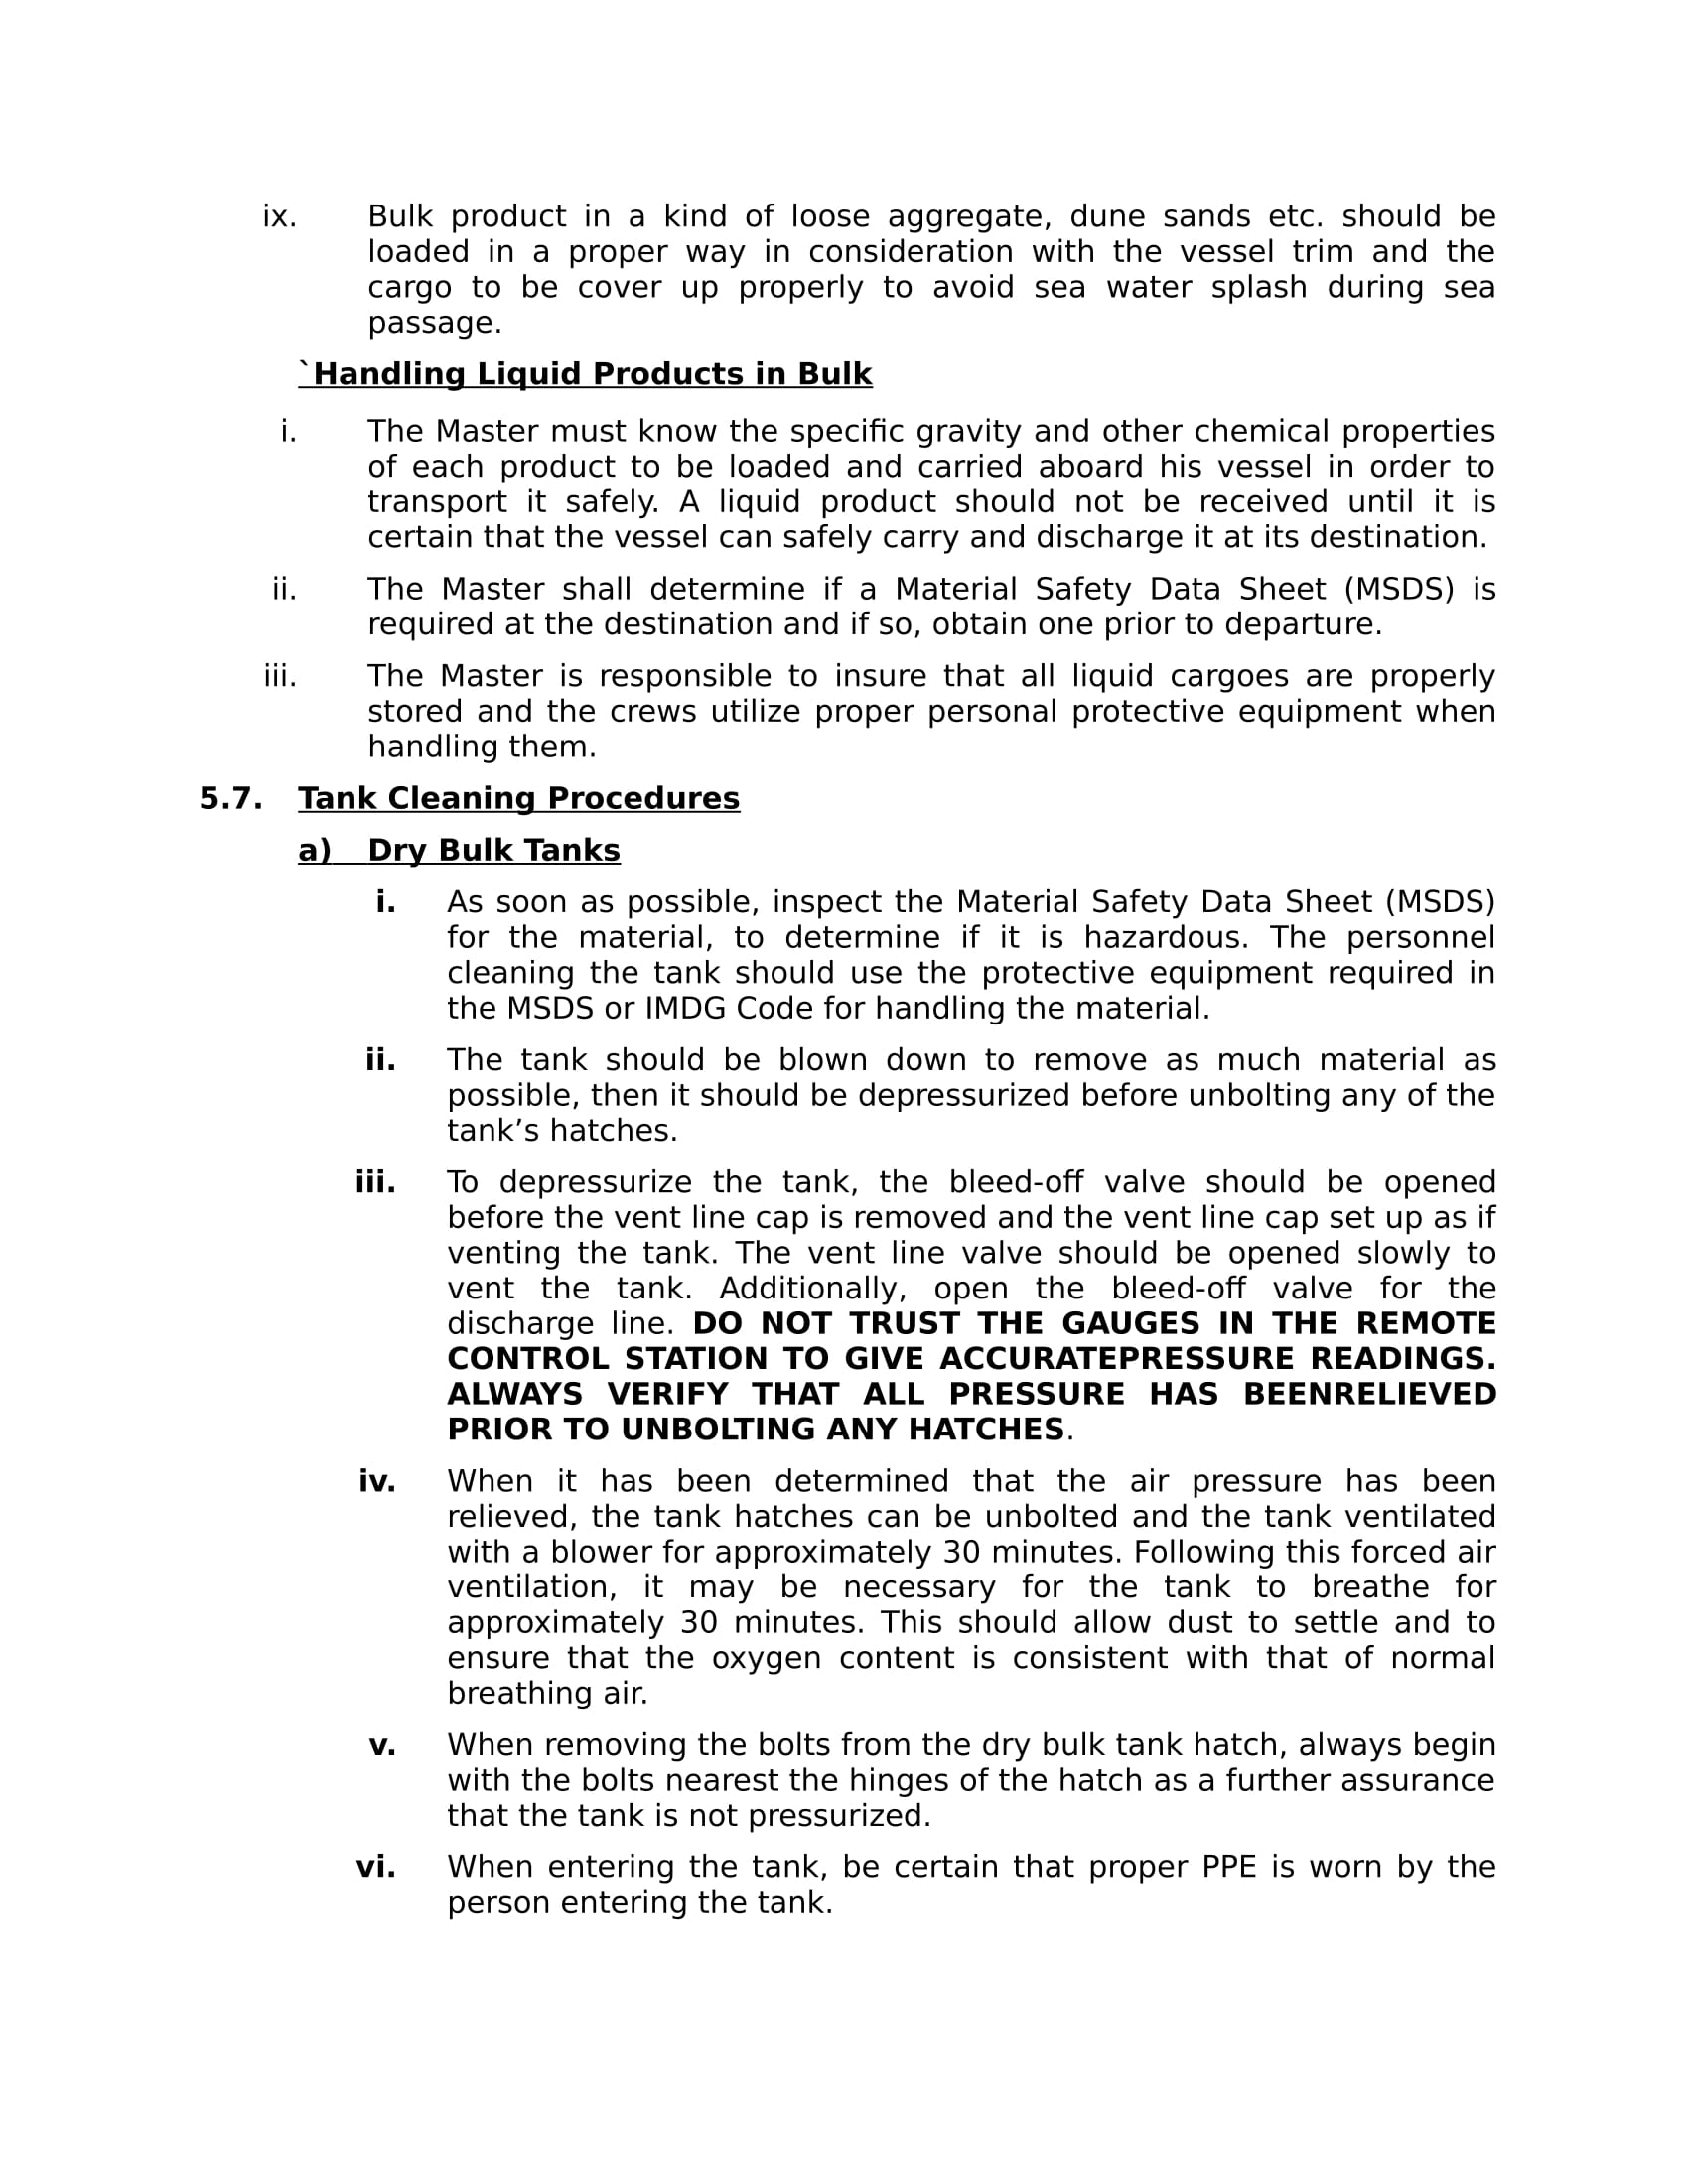 ix. Bulk product in a kind of loose aggregate, dune sands etc. should be
loaded in a proper way in consideration with the vessel trim and the
cargo to be cover up properly to avoid sea water splash during sea
passage.
`Handling Liquid Products in Bulk
i. The Master must know the specific gravity and other chemical properties
of each product to be loaded and carried aboard his vessel in order to
transport it safely. A liquid product should not be received until it is
certain that the vessel can safely carry and discharge it at its destination.
ii. The Master shall determine if a Material Safety Data Sheet (MSDS) is
required at the destination and if so, obtain one prior to departure.
iii. The Master is responsible to insure that all liquid cargoes are properly
stored and the crews utilize proper personal protective equipment when
handling them.
5.7. Tank Cleaning Procedures
a) Dry Bulk Tanks
i. As soon as possible, inspect the Material Safety Data Sheet (MSDS)
for the material, to determine if it is hazardous. The personnel
cleaning the tank should use the protective equipment required in
the MSDS or IMDG Code for handling the material.
ii. The tank should be blown down to remove as much material as
possible, then it should be depressurized before unbolting any of the
tank’s hatches.
iii. To depressurize the tank, the bleed-off valve should be opened
before the vent line cap is removed and the vent line cap set up as if
venting the tank. The vent line valve should be opened slowly to
vent the tank. Additionally, open the bleed-off valve for the
discharge line. DO NOT TRUST THE GAUGES IN THE REMOTE
CONTROL STATION TO GIVE ACCURATEPRESSURE READINGS.
ALWAYS VERIFY THAT ALL PRESSURE HAS BEENRELIEVED
PRIOR TO UNBOLTING ANY HATCHES.
iv. When it has been determined that the air pressure has been
relieved, the tank hatches can be unbolted and the tank ventilated
with a blower for approximately 30 minutes. Following this forced air
ventilation, it may be necessary for the tank to breathe for
approximately 30 minutes. This should allow dust to settle and to
ensure that the oxygen content is consistent with that of normal
breathing air.
v. When removing the bolts from the dry bulk tank hatch, always begin
with the bolts nearest the hinges of the hatch as a further assurance
that the tank is not pressurized.
vi. When entering the tank, be certain that proper PPE is worn by the
person entering the tank.